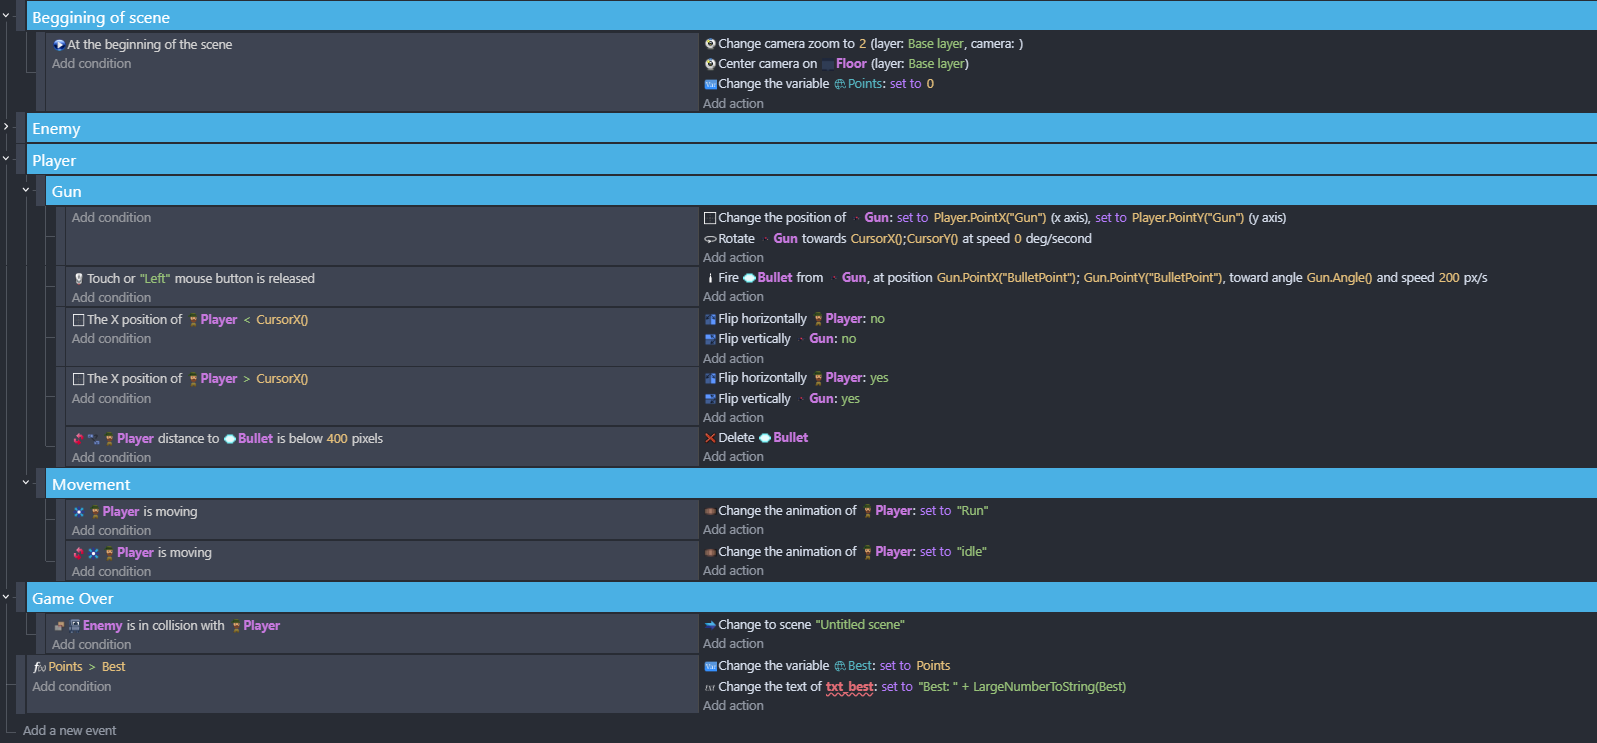 Beggining of scene
At the beginning of the scene
Add condition
Change camera zoom to 2 (layer: Base layer, camera: )
Center camera on Floor (layer: Base layer)
Change the variable Points: set to 0
Add action
Enemy
Player
Gun
Add condition
Change the position of Gun: set to Player.PointX("Gun") (x axis), set to Player.PointY("Gun") (y axis)
Rotate Gun towards CursorX();CursorY() at speed 0 deg/second
Add action
Touch or "Left" mouse button is released
Add condition
Fire Bullet from Gun, at position Gun.PointX("BulletPoint"); Gun.PointY("BulletPoint"), toward angle Gun.Angle() and speed 200 px/s
Add action
The X position of Player < CursorX()
Add condition
Flip horizontally Player: no
Flip vertically Gun: no
Add action
The X position of Player > CursorX()
Add condition
Flip horizontally Player: yes
Flip vertically Gun: yes
Add action
Player distance to Bullet is below 400 pixels
Add condition
Delete Bullet
Add action
Movement
Player is moving
Add condition
Change the animation of Player: set to "Run"
Add action
Player is moving
Add condition
Change the animation of Player: set to "idle"
Add action
Game Over
Enemy is in collision with Player
Add condition
Change to scene "Untitled scene"
Add action
f(x) Points > Best
Add condition
Var Change the variable Best: set to Points
txt Change the text of txt_best: set to "Best: " + LargeNumberToString(Best)
Add action
Add a new event